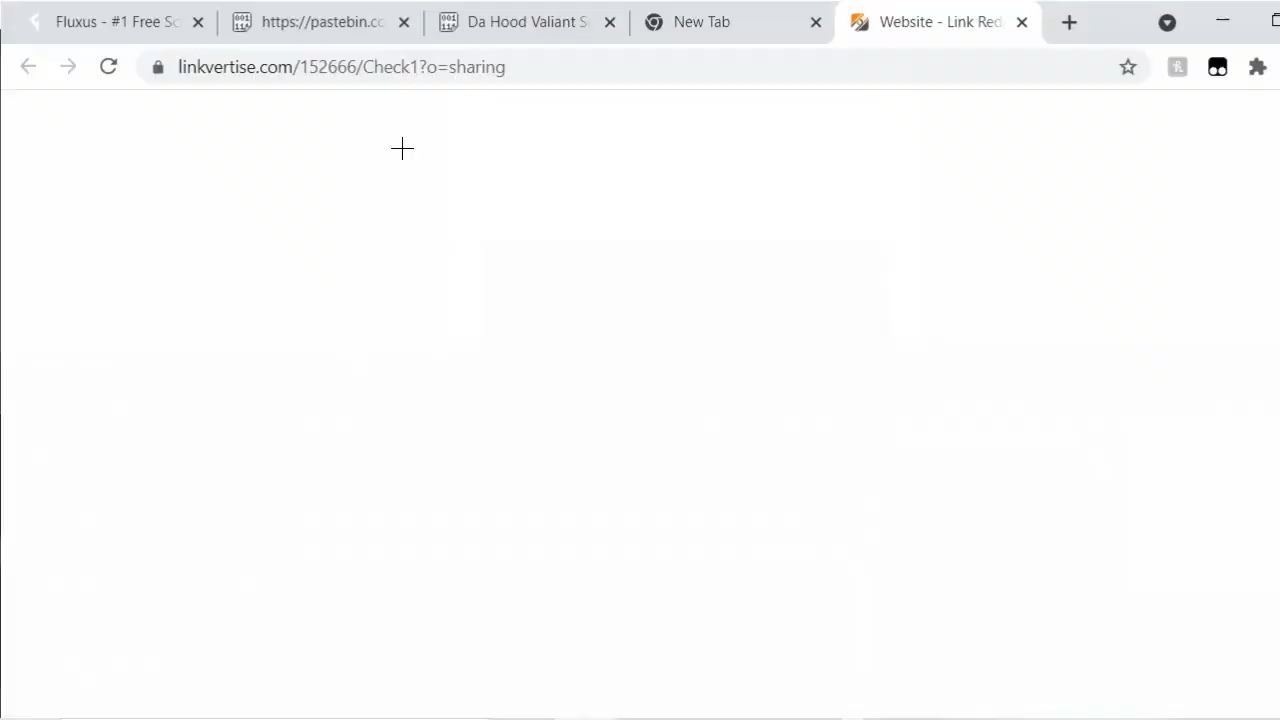 Fluxus - #1 Free Sc https://pastebin.co Da Hood Valiant S New Tab Website - Link Red
linkvertise.com/152666/Check1?o=sharing